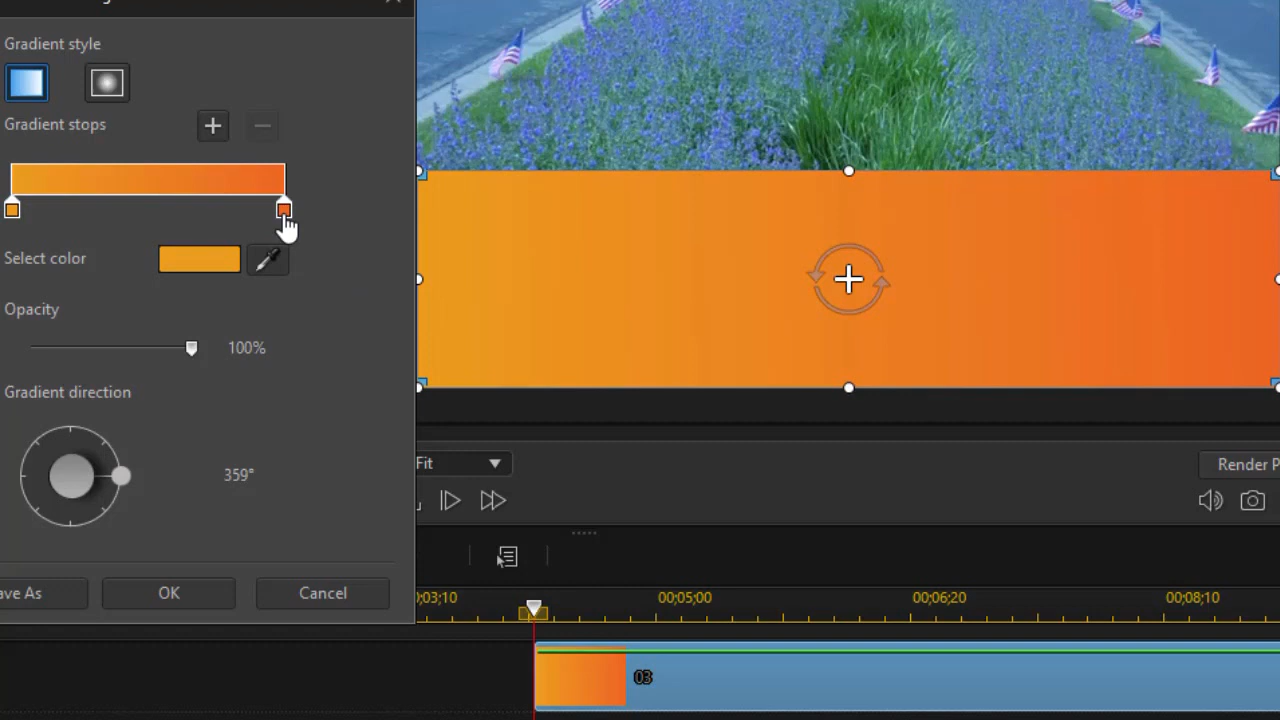 Gradient style
Gradient stops
Select color
Opacity
100%
Gradient direction
359°
ave As
OK
Cancel
Fit
Render P
03;10
00;05;00
00;06;20
00;08;10
03